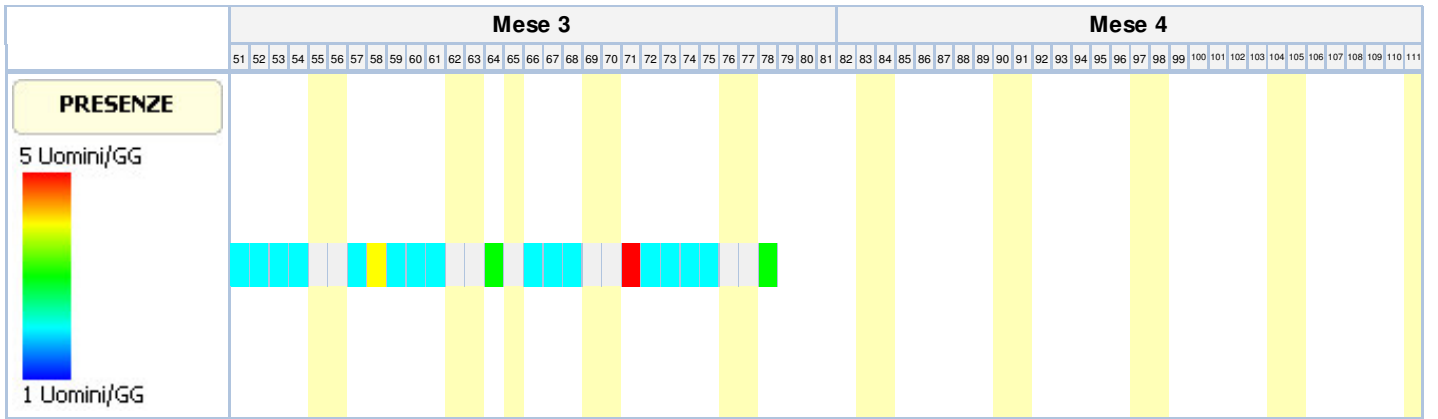 Mese 3 Mese 4
51 52 53 54 55 56 57 58 59 60 61 62 63 64 65 66 67 68 69 70 71 72 73 74 75 76 77 78 79 80 81 82 83 84 85 86 87 88 89 90 91 92 93 94 95 96 97 98 99 100 101 102 103 104 105 106 107 108 109 110 111
PRESENZE
5 Uomini/GG
1 Uomini/GG